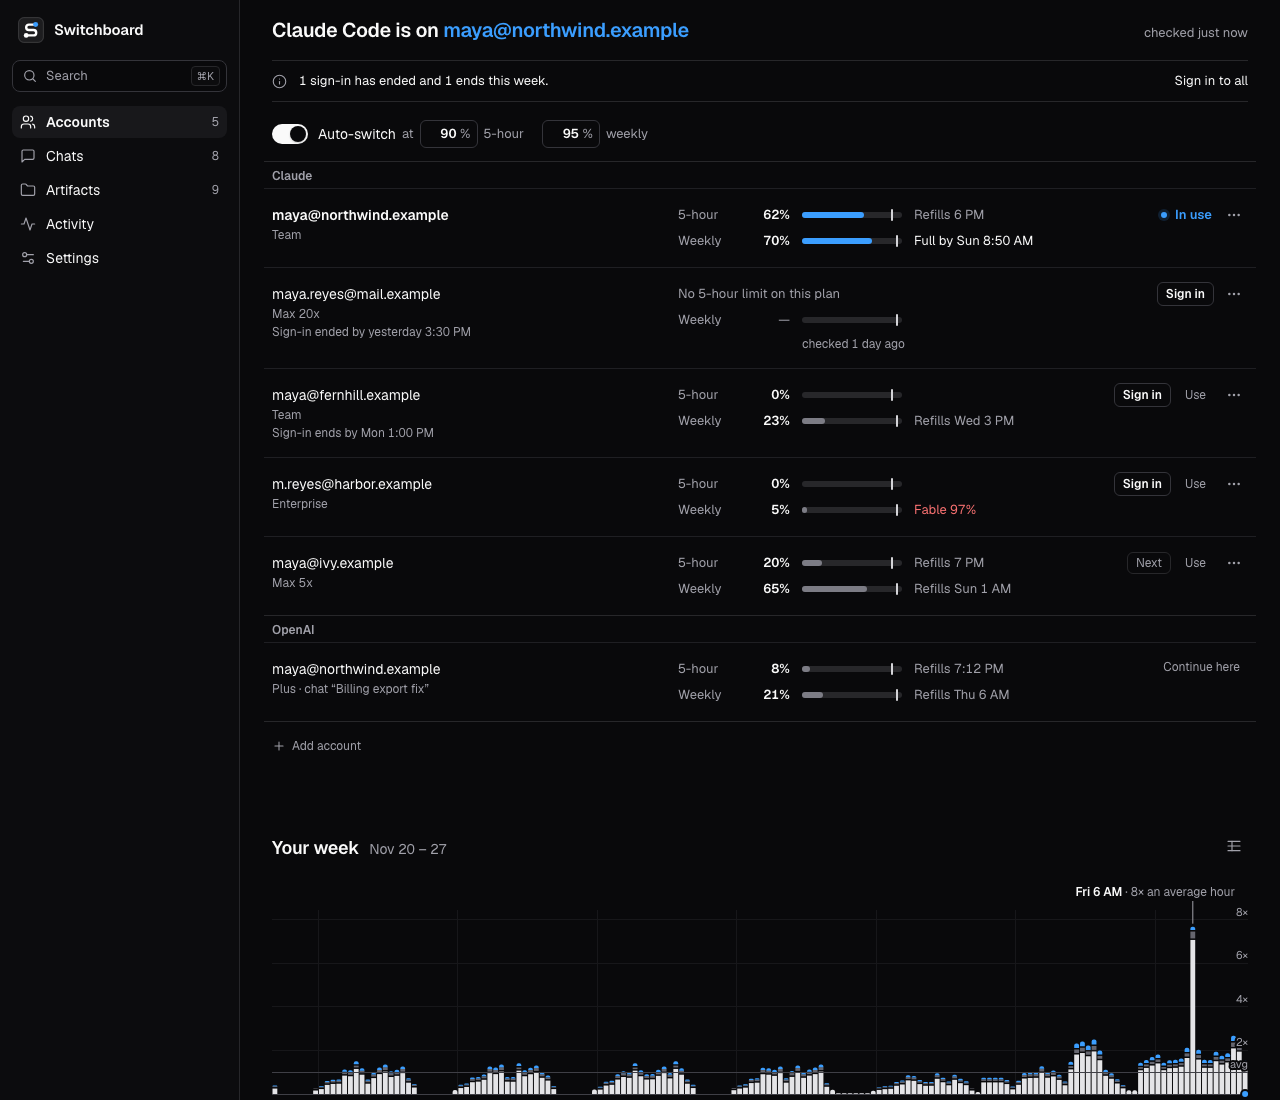 Switchboard
Search ⌘K
Accounts 5
Chats 8
Artifacts 9
Activity
Settings
Claude Code is on maya@northwind.example
checked just now
1 sign-in has ended and 1 ends this week.
Sign in to all
Auto-switch at 90 % 5-hour 95 % weekly
Claude
maya@northwind.example
Team
5-hour 62% Refills 6 PM
Weekly 70% Full by Sun 8:50 AM
In use
maya.reyes@mail.example
Max 20x
Sign-in ended by yesterday 3:30 PM
No 5-hour limit on this plan
Weekly —
checked 1 day ago
Sign in
maya@fernhill.example
Team
Sign-in ends by Mon 1:00 PM
5-hour 0%
Weekly 23% Refills Wed 3 PM
Sign in Use
m.reyes@harbor.example
Enterprise
5-hour 0%
Weekly 5% Fable 97%
Sign in Use
maya@ivy.example
Max 5x
5-hour 20% Refills 7 PM
Weekly 65% Refills Sun 1 AM
Next Use
OpenAI
maya@northwind.example
Plus · chat “Billing export fix”
5-hour 8% Refills 7:12 PM
Weekly 21% Refills Thu 6 AM
Continue here
Add account
Your week Nov 20 – 27
Fri 6 AM · 8× an average hour
8×
6×
4×
2×
avg